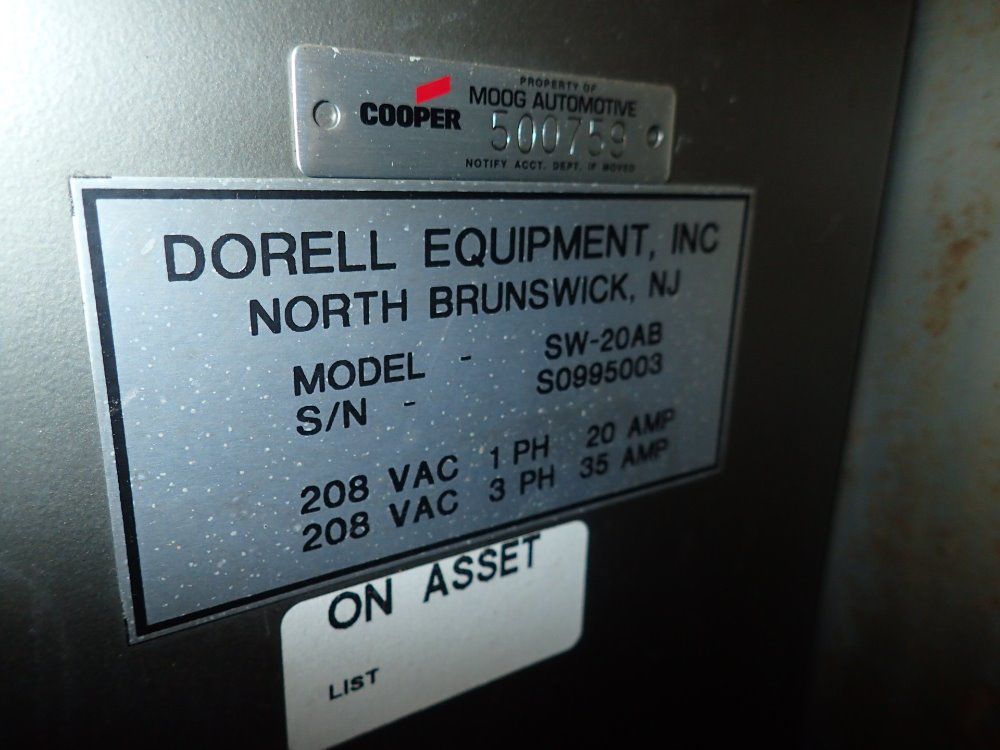 PROPERTY OF
COOPER MOOG AUTOMOTIVE
500759
NOTIFY ACCT. DEPT. IF MOVED
DORELL EQUIPMENT, INC
NORTH BRUNSWICK, NJ
MODEL - SW-20AB
S/N - S0995003
208 VAC 1 PH 20 AMP
208 VAC 3 PH 35 AMP
ON ASSET
LIST